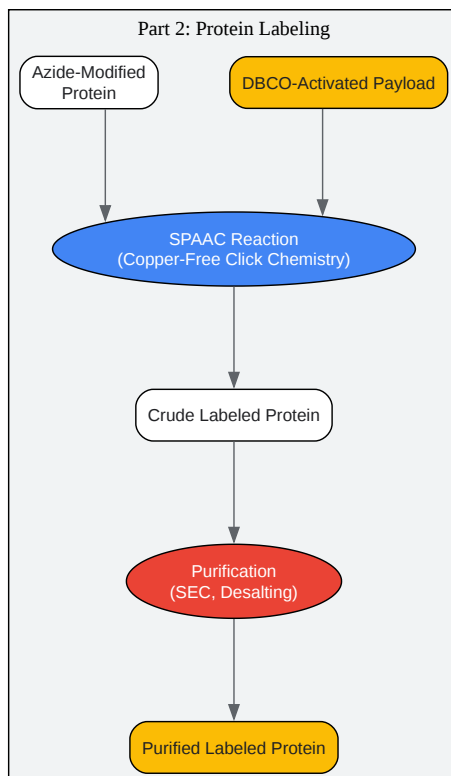 Part 2: Protein Labeling
Azide-Modified
Protein
DBCO-Activated Payload
SPAAC Reaction
(Copper-Free Click Chemistry)
Crude Labeled Protein
Purification
(SEC, Desalting)
Purified Labeled Protein